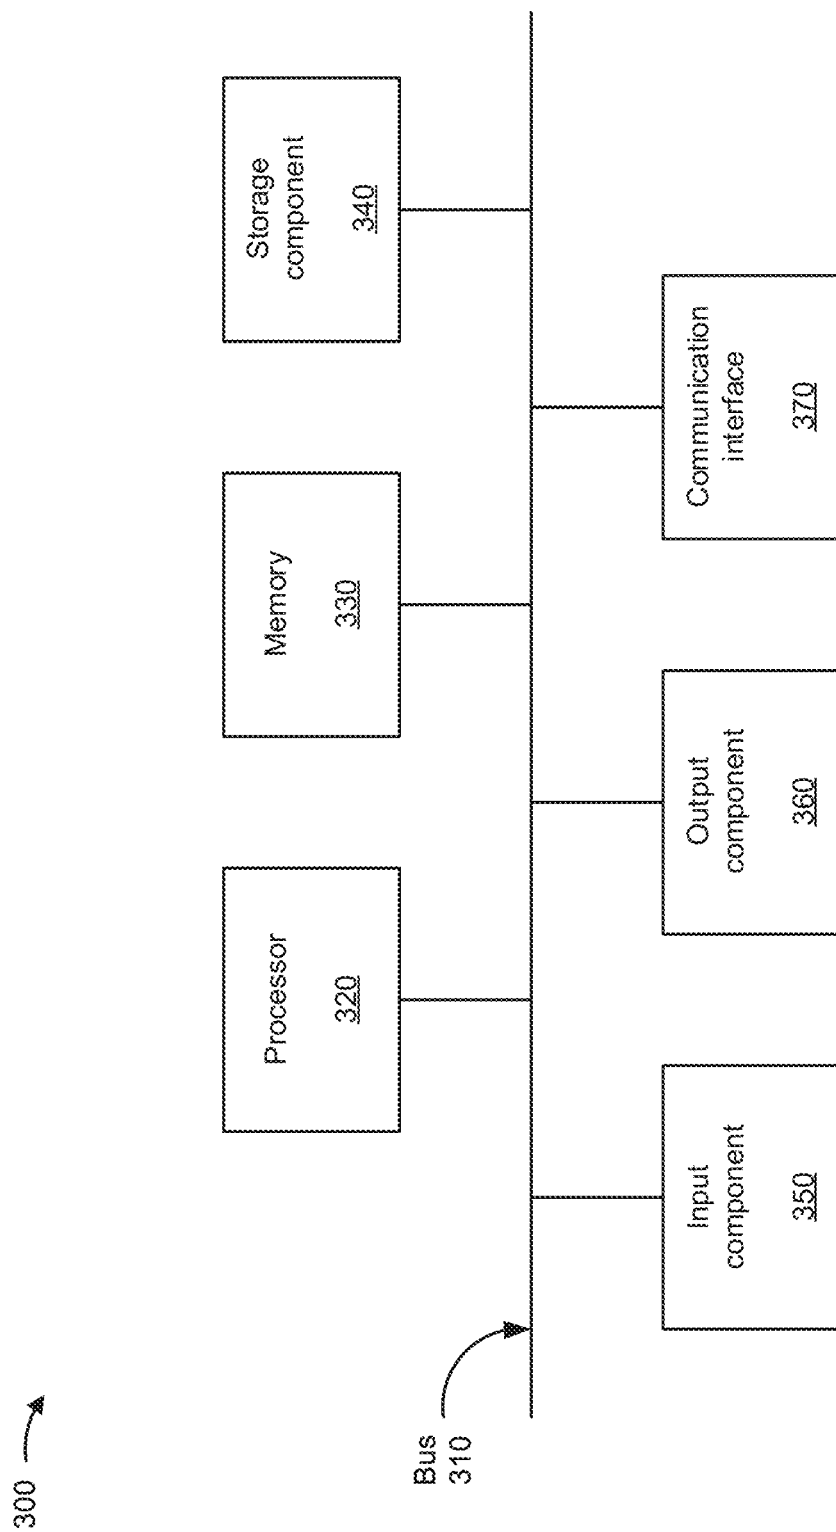 300
Bus
310
Processor
320
Memory
330
Storage
component
340
Input
component
350
Output
component
360
Communication
interface
370